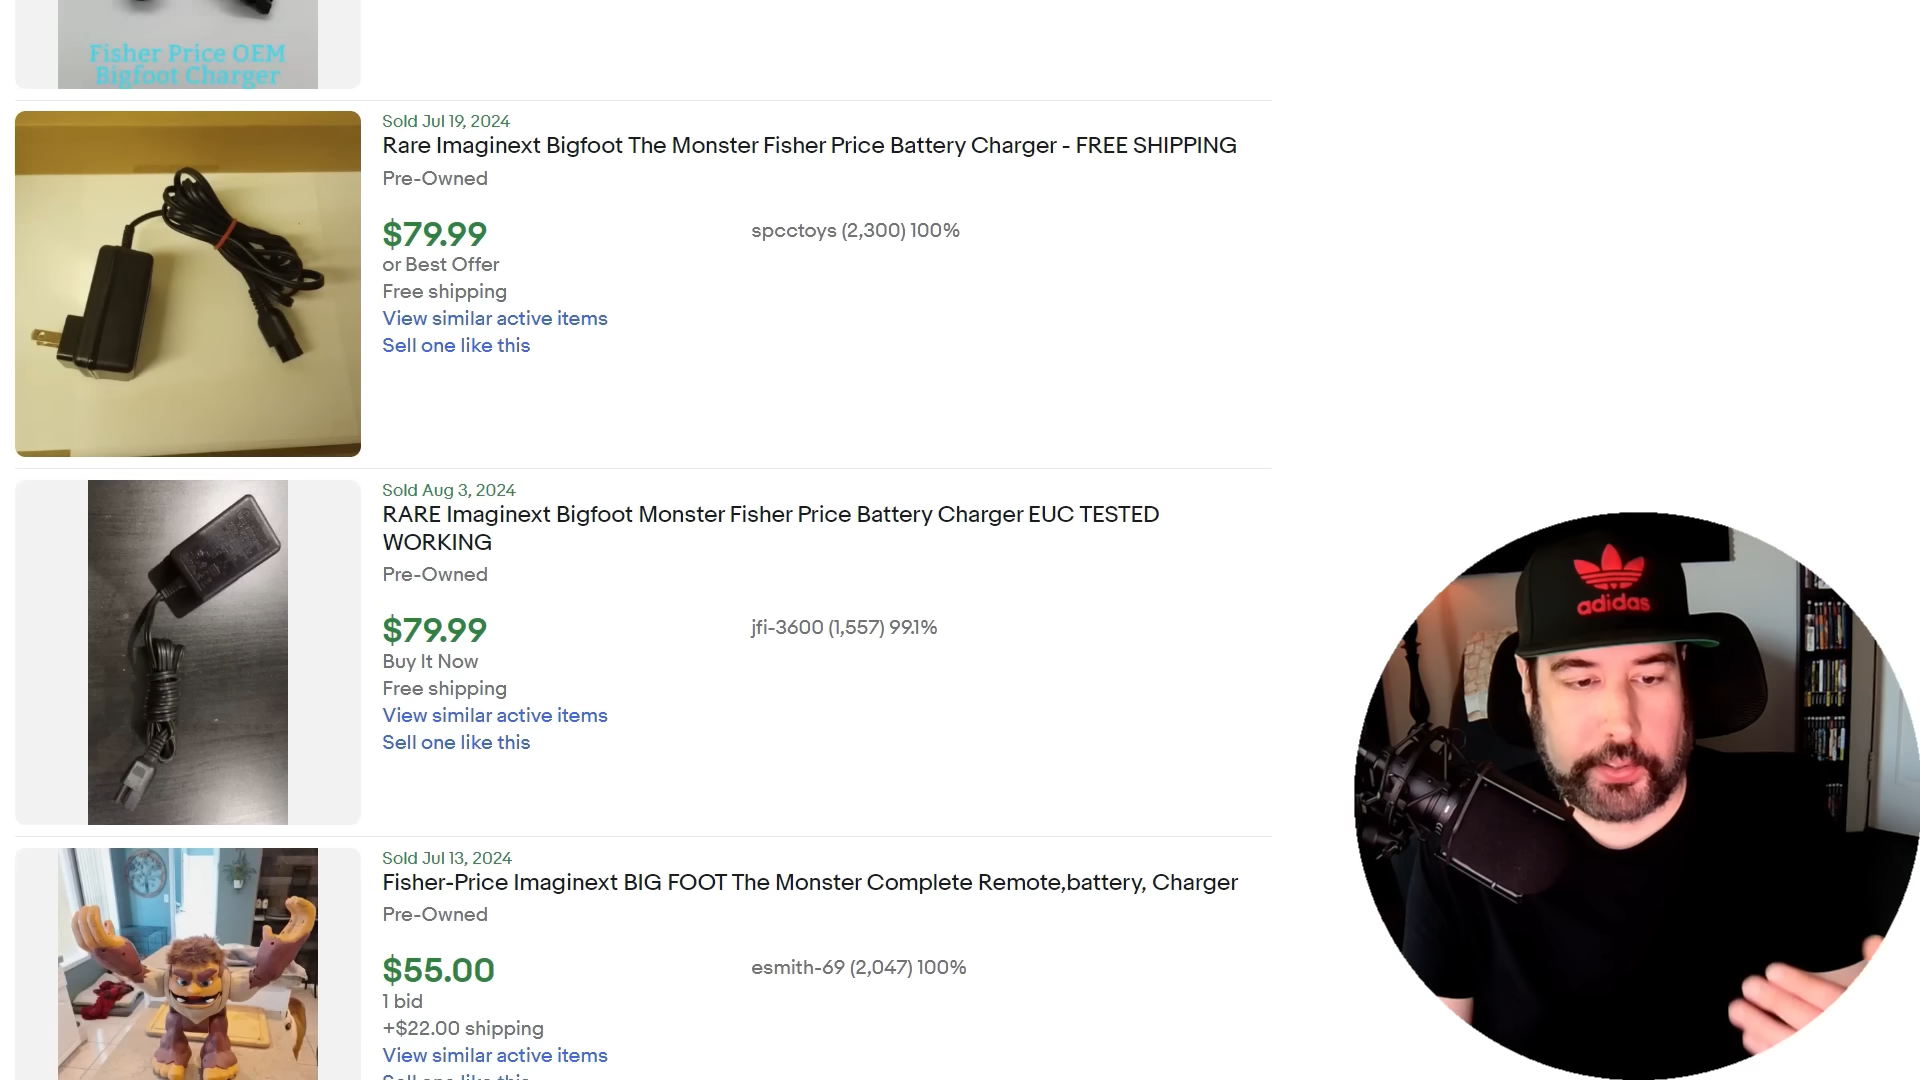 Fisher Price OEM
Bigfoot Charger
Sold Jul 19, 2024
Rare Imaginext Bigfoot The Monster Fisher Price Battery Charger - FREE SHIPPING
Pre-Owned
$79.99
spcctoys (2,300) 100%
or Best Offer
Free shipping
View similar active items
Sell one like this
Sold Aug 3, 2024
RARE Imaginext Bigfoot Monster Fisher Price Battery Charger EUC TESTED
WORKING
Pre-Owned
$79.99
jfi-3600 (1,557) 99.1%
Buy It Now
Free shipping
View similar active items
Sell one like this
Sold Jul 13, 2024
Fisher-Price Imaginext BIG FOOT The Monster Complete Remote,battery, Charger
Pre-Owned
$55.00
esmith-69 (2,047) 100%
1 bid
+$22.00 shipping
View similar active items
Sell one like this
adidas